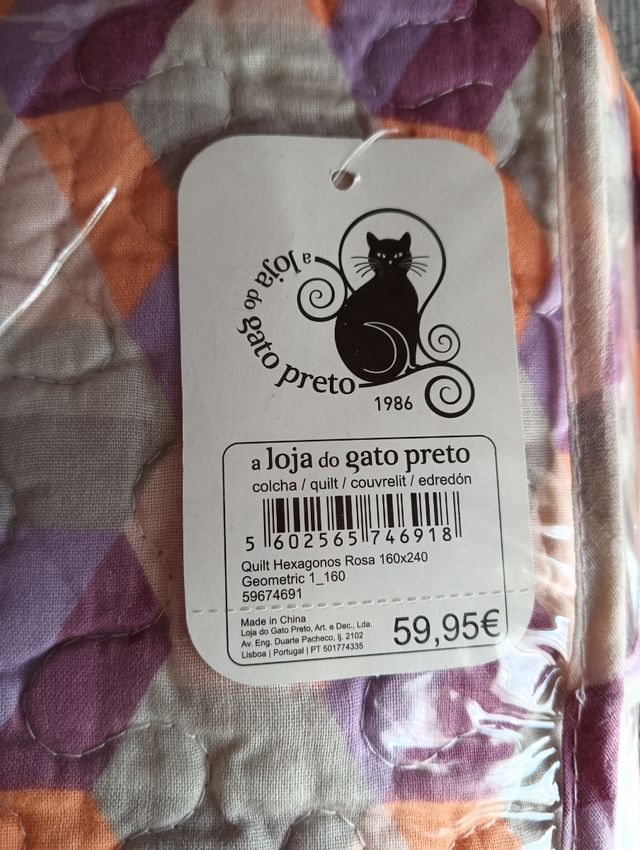 a loja do gato preto
1986
a loja do gato preto
colcha / quilt / couvrelit / edredón
5 602565 746918
Quilt Hexagonos Rosa 160x240
Geometric 1_160
59674691
Made in China
Loja do Gato Preto, Art. e Dec., Lda.
Av. Eng. Duarte Pacheco, lj. 2102
Lisboa | Portugal | PT 501774335
59,95€